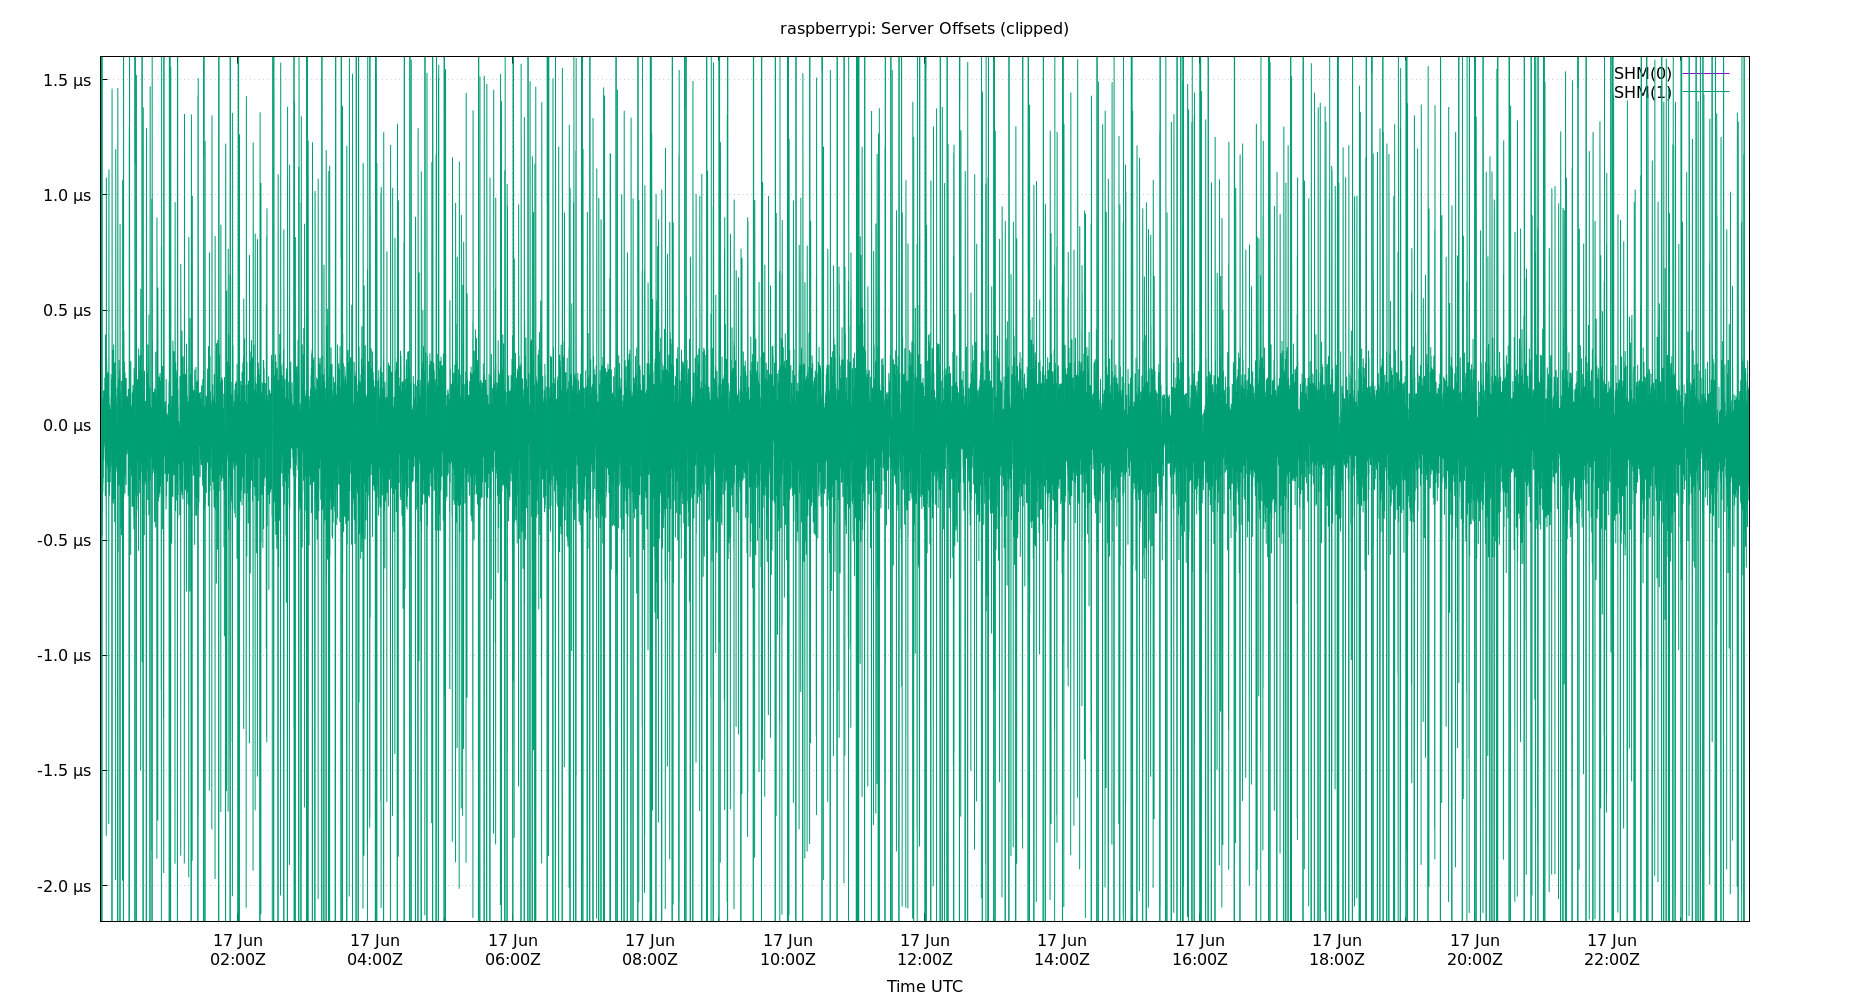 raspberrypi: Server Offsets (clipped)
SHM(0)
SHM(1)
1.5 µs
1.0 µs
0.5 µs
0.0 µs
-0.5 µs
-1.0 µs
-1.5 µs
-2.0 µs
17 Jun 17 Jun 17 Jun 17 Jun 17 Jun 17 Jun 17 Jun 17 Jun 17 Jun 17 Jun 17 Jun
02:00Z 04:00Z 06:00Z 08:00Z 10:00Z 12:00Z 14:00Z 16:00Z 18:00Z 20:00Z 22:00Z
Time UTC